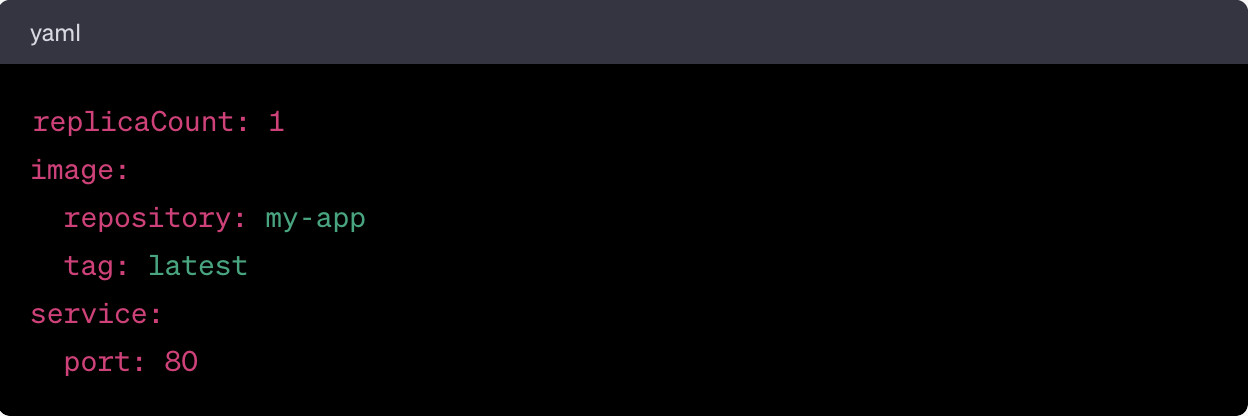 yaml
replicaCount: 1
image:
  repository: my-app
  tag: latest
service:
  port: 80